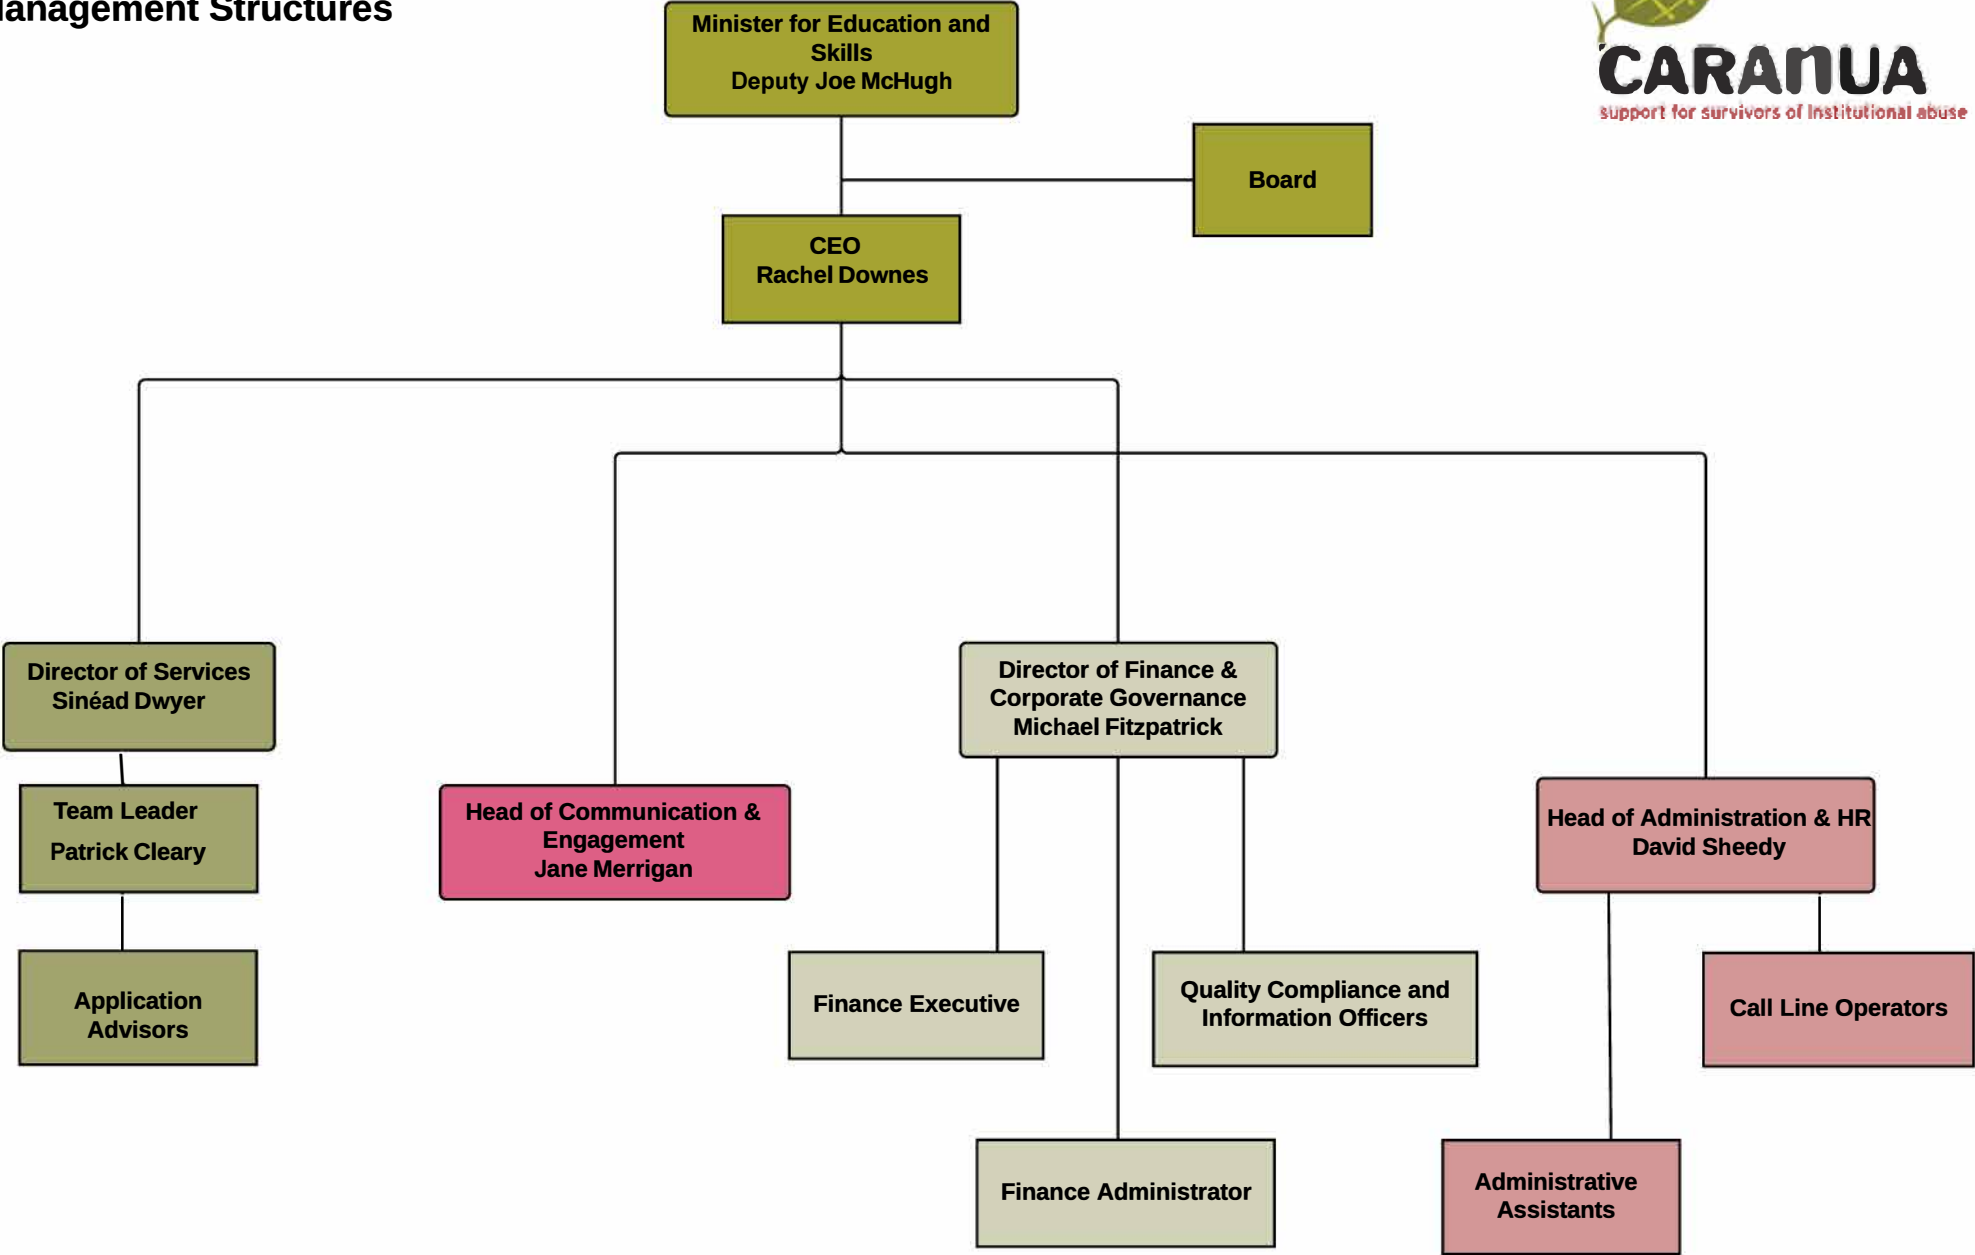 anagement Structures
CARANUA
support for survivors of institutional abuse
Minister for Education and
Skills
Deputy Joe McHugh
Board
CEO
Rachel Downes
Director of Services
Sinéad Dwyer
Team Leader
Patrick Cleary
Application
Advisors
Head of Communication &
Engagement
Jane Merrigan
Director of Finance &
Corporate Governance
Michael Fitzpatrick
Finance Executive
Quality Compliance and
Information Officers
Finance Administrator
Head of Administration & HR
David Sheedy
Call Line Operators
Administrative
Assistants